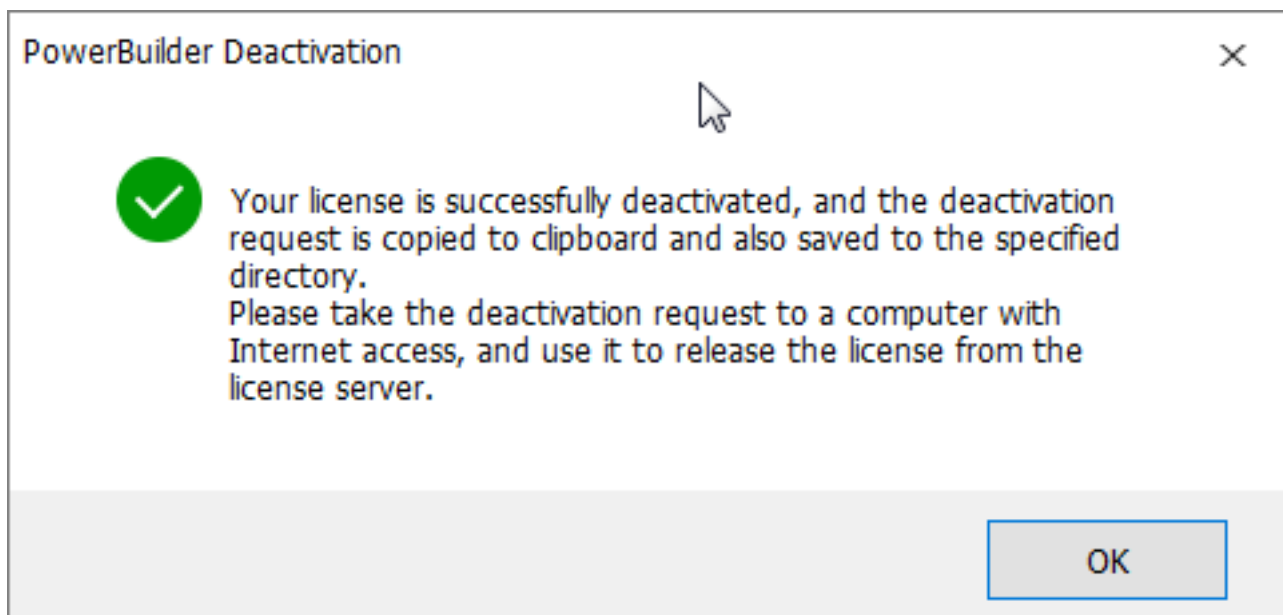 PowerBuilder Deactivation
Your license is successfully deactivated, and the deactivation
request is copied to clipboard and also saved to the specified
directory.
Please take the deactivation request to a computer with
Internet access, and use it to release the license from the
license server.
OK